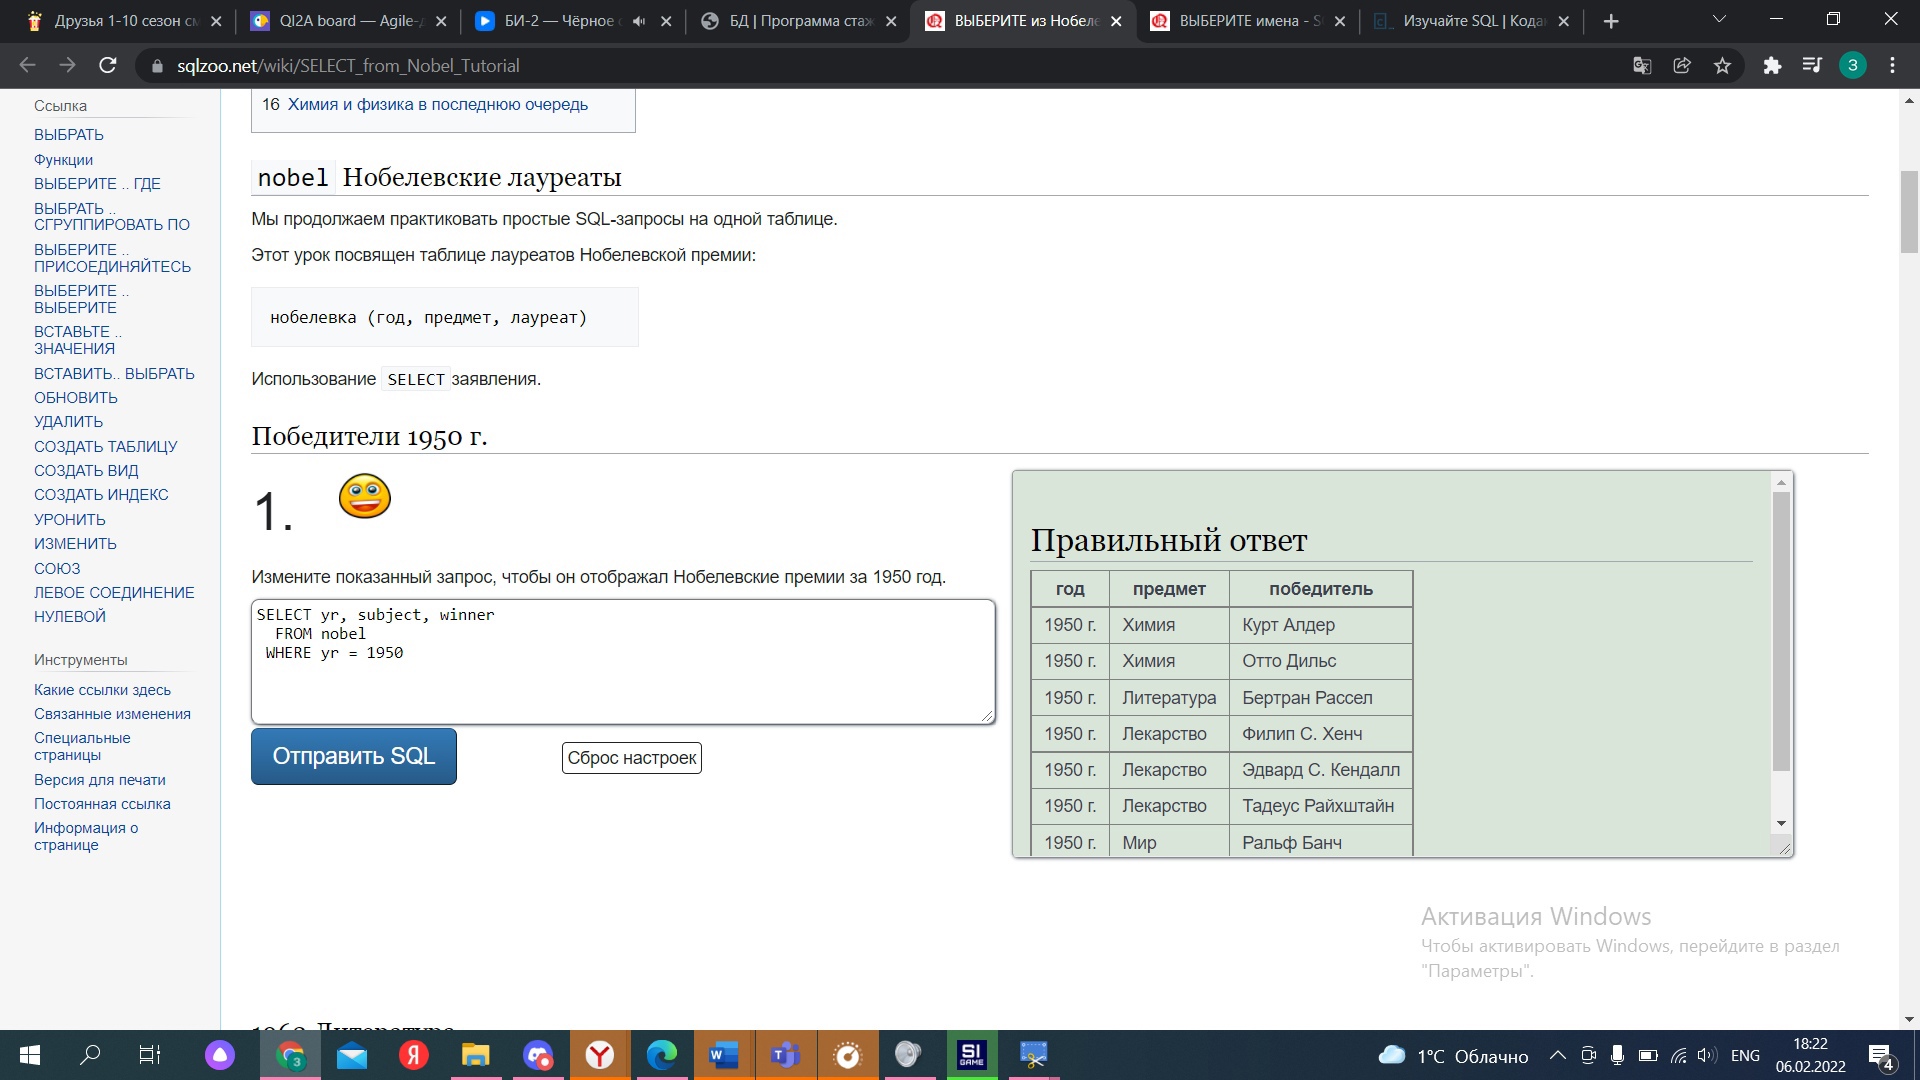 Друзья 1-10 сезон см
QI2A board — Agile-д
БИ-2 — Чёрное с
БД | Программа стаж
ВЫБЕРИТЕ из Нобеле
ВЫБЕРИТЕ имена - S
Изучайте SQL | Кодак
sqlzoo.net/wiki/SELECT_from_Nobel_Tutorial
3
Ссылка
ВЫБРАТЬ
Функции
ВЫБЕРИТЕ .. ГДЕ
ВЫБРАТЬ ..
СГРУППИРОВАТЬ ПО
ВЫБЕРИТЕ ..
ПРИСОЕДИНЯЙТЕСЬ
ВЫБЕРИТЕ ..
ВЫБЕРИТЕ
ВСТАВЬТЕ ..
ЗНАЧЕНИЯ
ВСТАВИТЬ.. ВЫБРАТЬ
ОБНОВИТЬ
УДАЛИТЬ
СОЗДАТЬ ТАБЛИЦУ
СОЗДАТЬ ВИД
СОЗДАТЬ ИНДЕКС
УРОНИТЬ
ИЗМЕНИТЬ
СОЮЗ
ЛЕВОЕ СОЕДИНЕНИЕ
НУЛЕВОЙ
Инструменты
Какие ссылки здесь
Связанные изменения
Специальные
страницы
Версия для печати
Постоянная ссылка
Информация о
странице
16 Химия и физика в последнюю очередь
nobel Нобелевские лауреаты
Мы продолжаем практиковать простые SQL-запросы на одной таблице.
Этот урок посвящен таблице лауреатов Нобелевской премии:
нобелевка (год, предмет, лауреат)
Использование SELECT заявления.
Победители 1950 г.
1.
Измените показанный запрос, чтобы он отображал Нобелевские премии за 1950 год.
SELECT yr, subject, winner
FROM nobel
WHERE yr = 1950
Отправить SQL
Сброс настроек
Правильный ответ
год предмет победитель
1950 г. Химия Курт Алдер
1950 г. Химия Отто Дильс
1950 г. Литература Бертран Рассел
1950 г. Лекарство Филип С. Хенч
1950 г. Лекарство Эдвард С. Кендалл
1950 г. Лекарство Тадеус Райхштайн
1950 г. Мир Ральф Банч
Активация Windows
Чтобы активировать Windows, перейдите в раздел
"Параметры".
1962 Литература
3
SI
GAME
1°C Облачно
ENG
18:22
06.02.2022
4